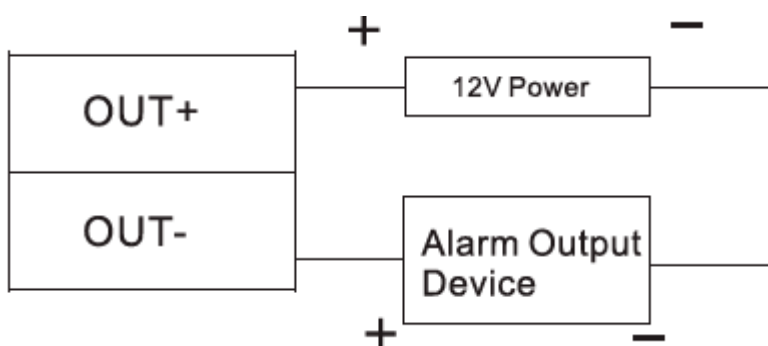 + −
OUT+
12V Power
OUT-
Alarm Output
Device
+ −